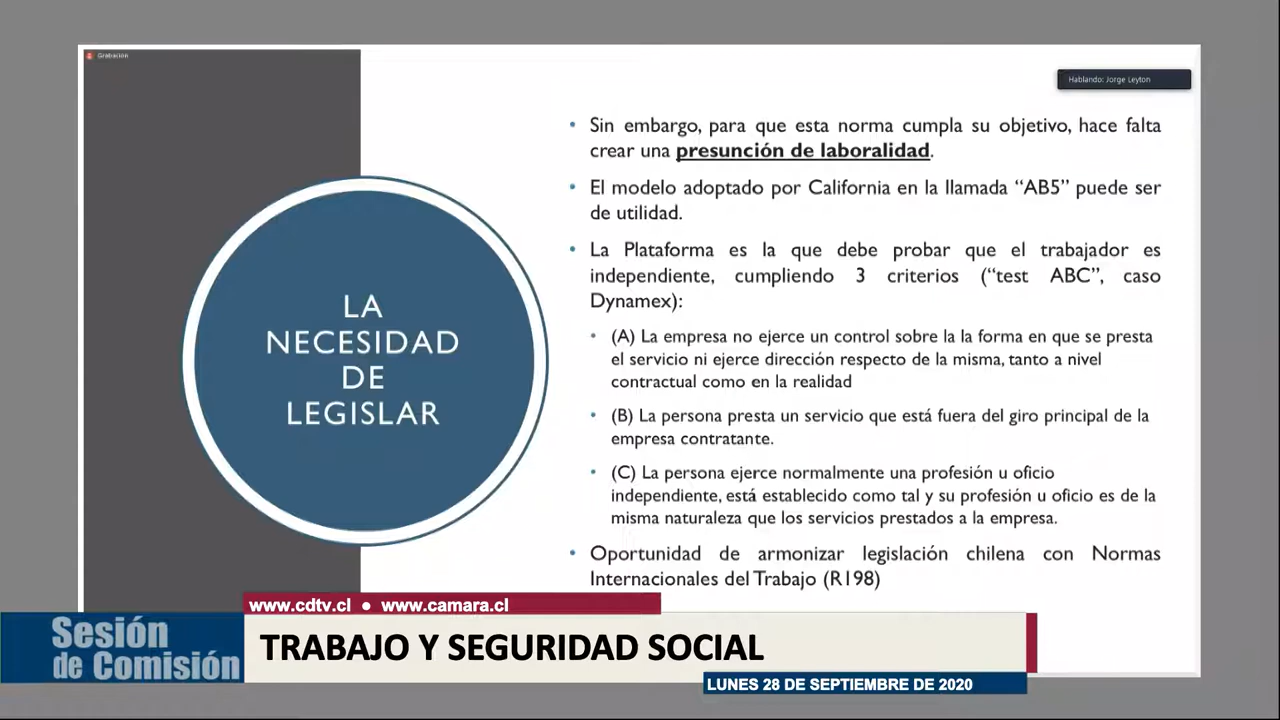 Grabación
Hablando: Jorge Leyton
LA
NECESIDAD
DE
LEGISLAR
• Sin embargo, para que esta norma cumpla su objetivo, hace falta
crear una presunción de laboralidad.
• El modelo adoptado por California en la llamada “AB5” puede ser
de utilidad.
• La Plataforma es la que debe probar que el trabajador es
independiente, cumpliendo 3 criterios (“test ABC”, caso
Dynamex):
• (A) La empresa no ejerce un control sobre la la forma en que se presta
el servicio ni ejerce dirección respecto de la misma, tanto a nivel
contractual como en la realidad
• (B) La persona presta un servicio que está fuera del giro principal de la
empresa contratante.
• (C) La persona ejerce normalmente una profesión u oficio
independiente, está establecido como tal y su profesión u oficio es de la
misma naturaleza que los servicios prestados a la empresa.
• Oportunidad de armonizar legislación chilena con Normas
Internacionales del Trabajo (R198)
www.cdtv.cl ● www.camara.cl
Sesión
de Comisión
TRABAJO Y SEGURIDAD SOCIAL
LUNES 28 DE SEPTIEMBRE DE 2020